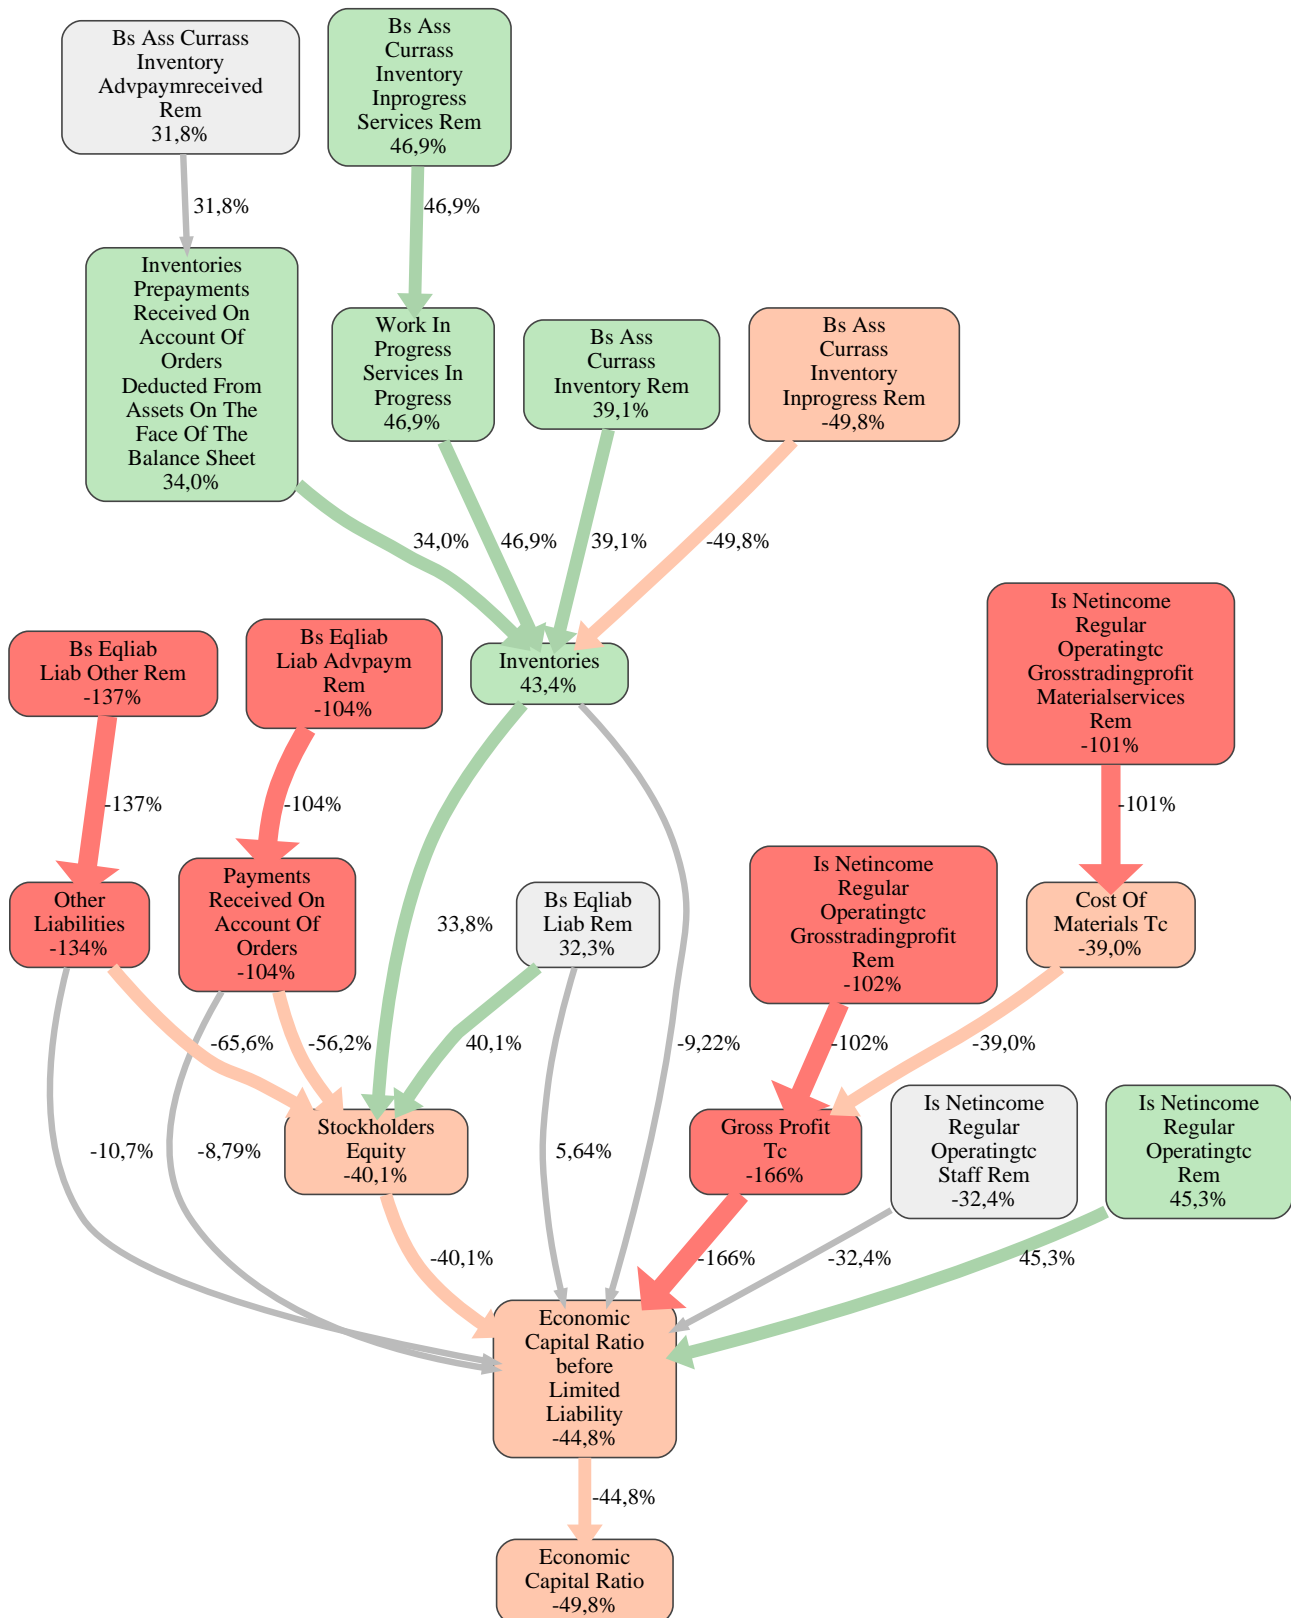 Bs Ass Currass
Inventory
Advpaymreceived
Rem
31,8%
Bs Ass
Currass
Inventory
Inprogress
Services Rem
46,9%
31,8%
46,9%
Inventories
Prepayments
Received On
Account Of
Orders
Deducted From
Assets On The
Face Of The
Balance Sheet
34,0%
Work In
Progress
Services In
Progress
46,9%
Bs Ass
Currass
Inventory Rem
39,1%
Bs Ass
Currass
Inventory
Inprogress Rem
-49,8%
34,0%
46,9%
39,1%
-49,8%
Bs Eqliab
Liab Other Rem
-137%
Bs Eqliab
Liab Advpaym
Rem
-104%
Inventories
43,4%
Is Netincome
Regular
Operatingtc
Grosstradingprofit
Materialservices
Rem
-101%
-137%
-104%
-101%
Other
Liabilities
-134%
Payments
Received On
Account Of
Orders
-104%
33,8%
Bs Eqliab
Liab Rem
32,3%
Is Netincome
Regular
Operatingtc
Grosstradingprofit
Rem
-102%
Cost Of
Materials Tc
-39,0%
-65,6%
-56,2%
40,1%
-9,22%
-102%
-39,0%
-10,7%
-8,79%
Stockholders
Equity
-40,1%
5,64%
Gross Profit
Tc
-166%
Is Netincome
Regular
Operatingtc
Staff Rem
-32,4%
Is Netincome
Regular
Operatingtc
Rem
45,3%
-40,1%
-166%
-32,4%
45,3%
Economic
Capital Ratio
before
Limited
Liability
-44,8%
-44,8%
Economic
Capital Ratio
-49,8%